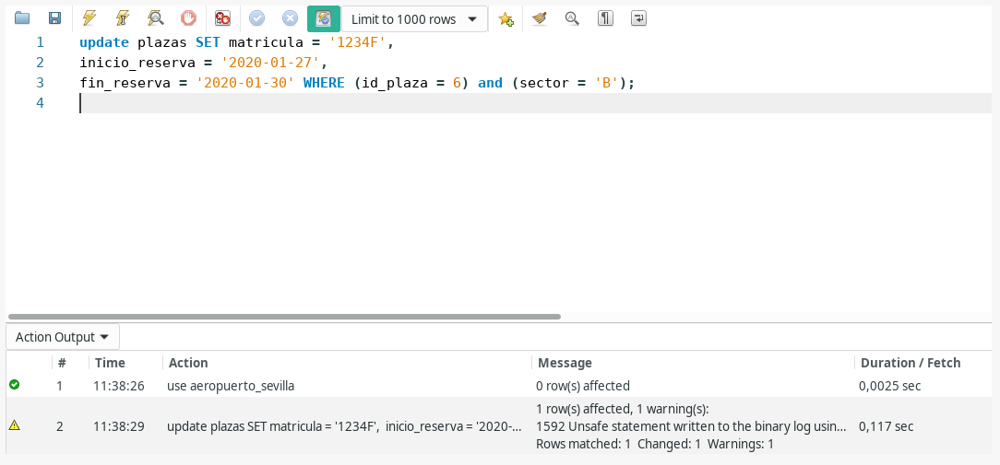 Limit to 1000 rows
1 update plazas SET matricula = '1234F',
2 inicio_reserva = '2020-01-27',
3 fin_reserva = '2020-01-30' WHERE (id_plaza = 6) and (sector = 'B');
4
Action Output
# Time Action Message Duration / Fetch
1 11:38:26 use aeropuerto_sevilla 0 row(s) affected 0,0025 sec
1 row(s) affected, 1 warning(s):
2 11:38:29 update plazas SET matricula = '1234F', inicio_reserva = '2020-... 1592 Unsafe statement written to the binary log usin... 0,117 sec
Rows matched: 1 Changed: 1 Warnings: 1